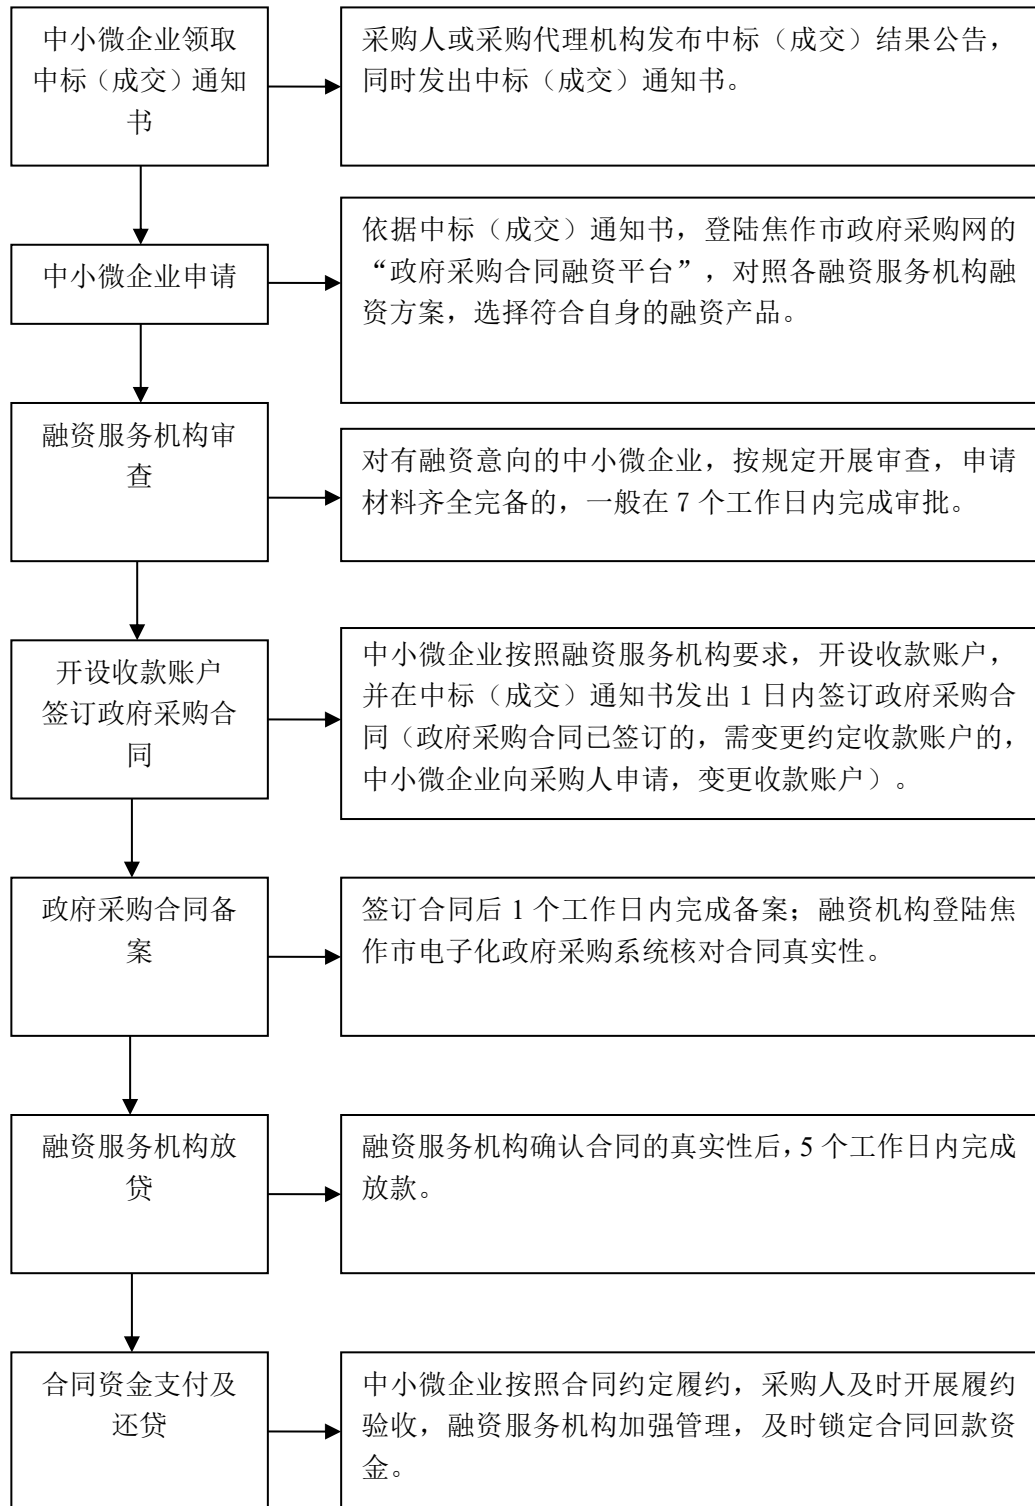 中小微企业领取
中标（成交）通知
书
采购人或采购代理机构发布中标（成交）结果公告，
同时发出中标（成交）通知书。
中小微企业申请
依据中标（成交）通知书，登陆焦作市政府采购网的
“政府采购合同融资平台”，对照各融资服务机构融
资方案，选择符合自身的融资产品。
融资服务机构审
查
对有融资意向的中小微企业，按规定开展审查，申请
材料齐全完备的，一般在 7 个工作日内完成审批。
开设收款账户
签订政府采购合
同
中小微企业按照融资服务机构要求，开设收款账户，
并在中标（成交）通知书发出 1 日内签订政府采购合
同（政府采购合同已签订的，需变更约定收款账户的，
中小微企业向采购人申请，变更收款账户）。
政府采购合同备
案
签订合同后 1 个工作日内完成备案；融资机构登陆焦
作市电子化政府采购系统核对合同真实性。
融资服务机构放
贷
融资服务机构确认合同的真实性后，5 个工作日内完成
放款。
合同资金支付及
还贷
中小微企业按照合同约定履约，采购人及时开展履约
验收，融资服务机构加强管理，及时锁定合同回款资
金。